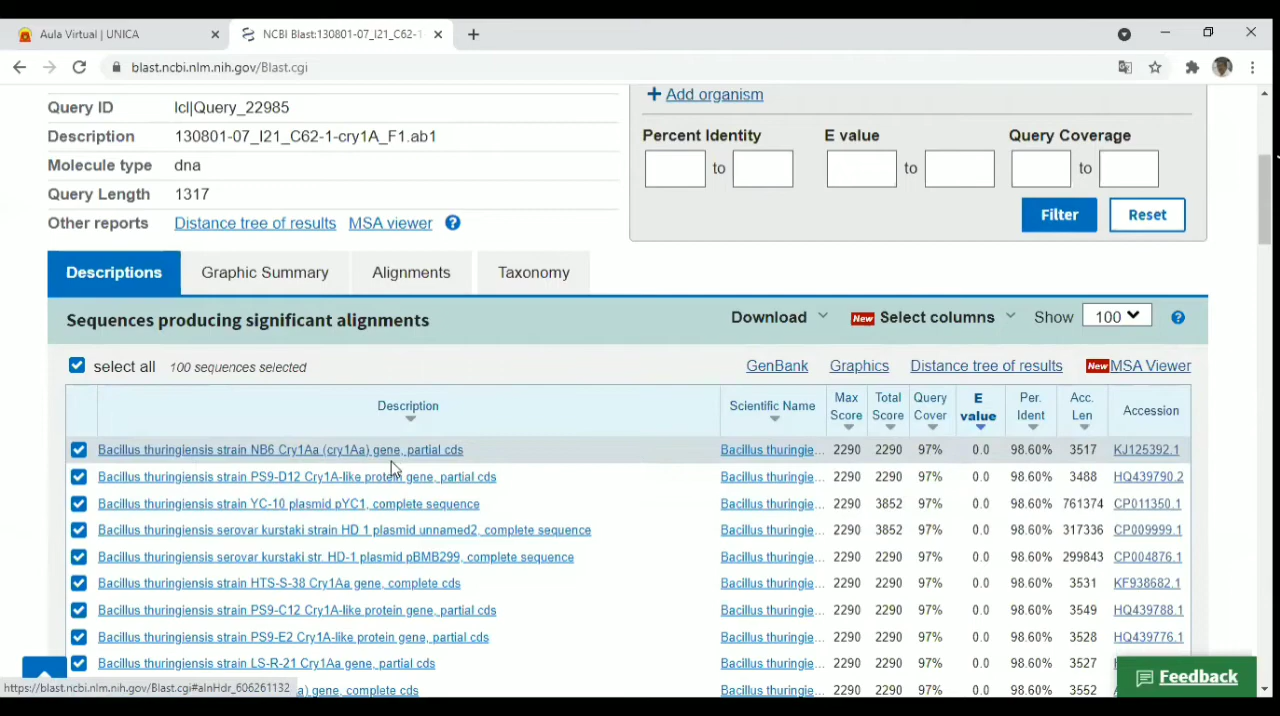 Aula Virtual | UNICA
NCBI Blast:130801-07_I21_C62-1-
blast.ncbi.nlm.nih.gov/Blast.cgi
Query ID lcl|Query_22985
Description 130801-07_I21_C62-1-cry1A_F1.ab1
Molecule type dna
Query Length 1317
Other reports Distance tree of results MSA viewer ?
+ Add organism
Percent Identity E value Query Coverage
to to to
Filter Reset
Descriptions Graphic Summary Alignments Taxonomy
Sequences producing significant alignments Download New Select columns Show 100 ?
select all 100 sequences selected GenBank Graphics Distance tree of results New MSA Viewer
Description Scientific Name Max Score Total Score Query Cover E value Per. Ident Acc. Len Accession
Bacillus thuringiensis strain NB6 Cry1Aa (cry1Aa) gene, partial cds Bacillus thuringie... 2290 2290 97% 0.0 98.60% 3517 KJ125392.1
Bacillus thuringiensis strain PS9-D12 Cry1A-like protein gene, partial cds Bacillus thuringie... 2290 2290 97% 0.0 98.60% 3488 HQ439790.2
Bacillus thuringiensis strain YC-10 plasmid pYC1, complete sequence Bacillus thuringie... 2290 3852 97% 0.0 98.60% 761374 CP011350.1
Bacillus thuringiensis serovar kurstaki strain HD 1 plasmid unnamed2, complete sequence Bacillus thuringie... 2290 3852 97% 0.0 98.60% 317336 CP009999.1
Bacillus thuringiensis serovar kurstaki str. HD-1 plasmid pBMB299, complete sequence Bacillus thuringie... 2290 3852 97% 0.0 98.60% 299843 CP004876.1
Bacillus thuringiensis strain HTS-S-38 Cry1Aa gene, complete cds Bacillus thuringie... 2290 2290 97% 0.0 98.60% 3531 KF938682.1
Bacillus thuringiensis strain PS9-C12 Cry1A-like protein gene, partial cds Bacillus thuringie... 2290 2290 97% 0.0 98.60% 3549 HQ439788.1
Bacillus thuringiensis strain PS9-E2 Cry1A-like protein gene, partial cds Bacillus thuringie... 2290 2290 97% 0.0 98.60% 3528 HQ439776.1
Bacillus thuringiensis strain LS-R-21 Cry1Aa gene, partial cds Bacillus thuringie... 2290 2290 97% 0.0 98.60% 3527
a) gene, complete cds Bacillus thuringie... 2290 2290 97% 0.0 98.60% 3552
Feedback
https://blast.ncbi.nlm.nih.gov/Blast.cgi#alnHdr_606261132